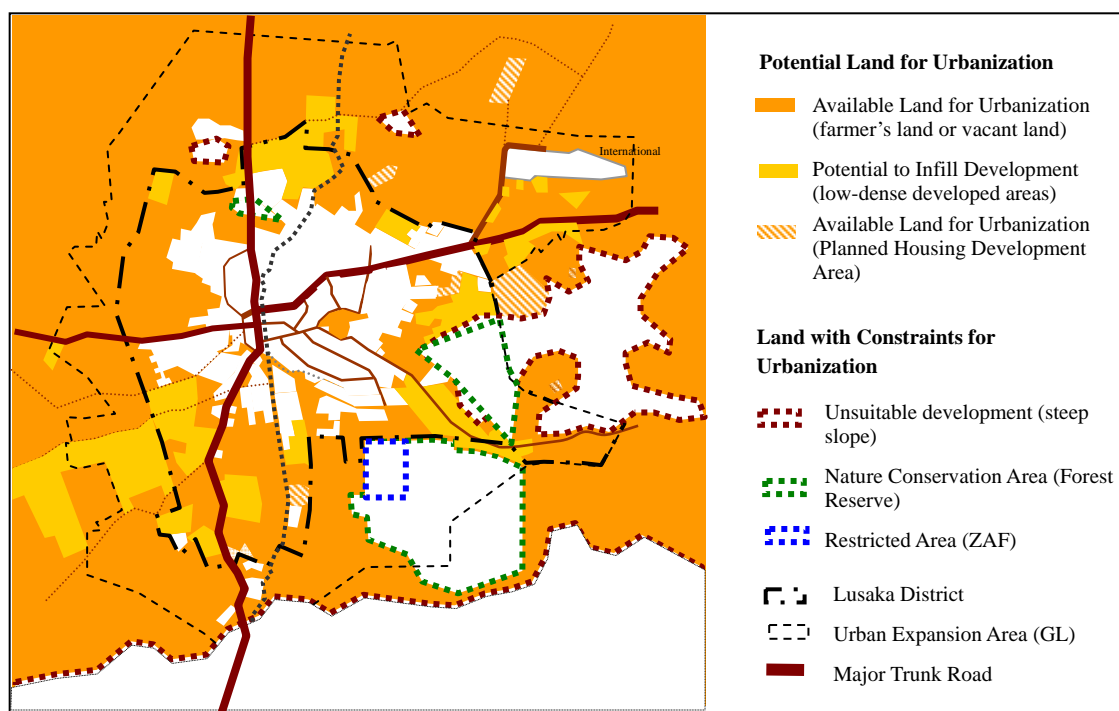 International
Potential Land for Urbanization
Available Land for Urbanization
(farmer’s land or vacant land)
Potential to Infill Development
(low-dense developed areas)
Available Land for Urbanization
(Planned Housing Development
Area)
Land with Constraints for
Urbanization
Unsuitable development (steep
slope)
Nature Conservation Area (Forest
Reserve)
Restricted Area (ZAF)
Lusaka District
Urban Expansion Area (GL)
Major Trunk Road